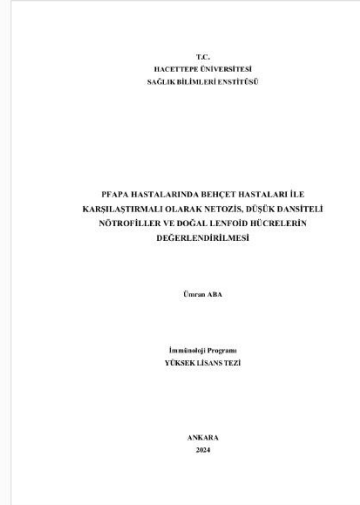 T.C.
HACETTEPE ÜNİVERSİTESİ
SAĞLIK BİLİMLERİ ENSTİTÜSÜ
PFAPA HASTALARINDA BEHÇET HASTALARI İLE
KARŞILAŞTIRMALI OLARAK NETOZİS, DÜŞÜK DANSİTELİ
NÖTROFİLLER VE DOĞAL LENFOİD HÜCRELERİN
DEĞERLENDİRİLMESİ
Ümran ABA
İmmünoloji Programı
YÜKSEK LİSANS TEZİ
ANKARA
2024